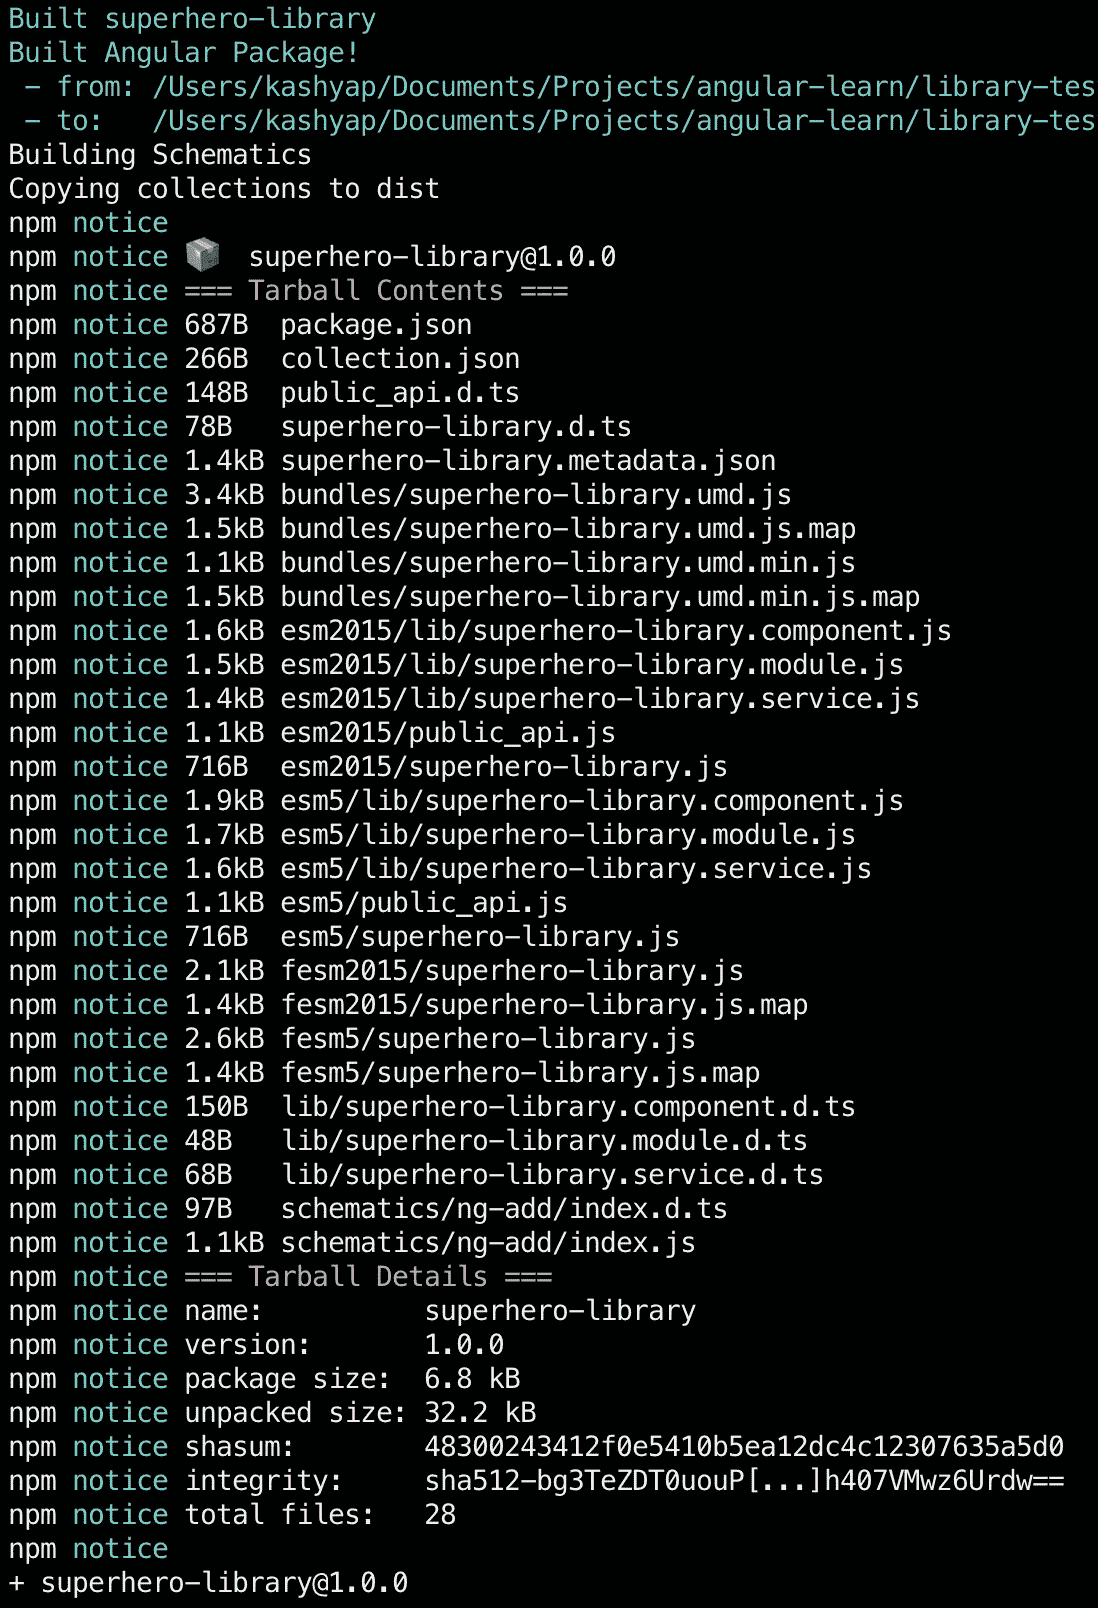 Built superhero-library
Built Angular Package!
 - from: /Users/kashyap/Documents/Projects/angular-learn/library-tes
 - to:   /Users/kashyap/Documents/Projects/angular-learn/library-tes
Building Schematics
Copying collections to dist
npm notice
npm notice 📦  superhero-library@1.0.0
npm notice === Tarball Contents ===
npm notice 687B  package.json
npm notice 266B  collection.json
npm notice 148B  public_api.d.ts
npm notice 78B   superhero-library.d.ts
npm notice 1.4kB superhero-library.metadata.json
npm notice 3.4kB bundles/superhero-library.umd.js
npm notice 1.5kB bundles/superhero-library.umd.js.map
npm notice 1.1kB bundles/superhero-library.umd.min.js
npm notice 1.5kB bundles/superhero-library.umd.min.js.map
npm notice 1.6kB esm2015/lib/superhero-library.component.js
npm notice 1.5kB esm2015/lib/superhero-library.module.js
npm notice 1.4kB esm2015/lib/superhero-library.service.js
npm notice 1.1kB esm2015/public_api.js
npm notice 716B  esm2015/superhero-library.js
npm notice 1.9kB esm5/lib/superhero-library.component.js
npm notice 1.7kB esm5/lib/superhero-library.module.js
npm notice 1.6kB esm5/lib/superhero-library.service.js
npm notice 1.1kB esm5/public_api.js
npm notice 716B  esm5/superhero-library.js
npm notice 2.1kB fesm2015/superhero-library.js
npm notice 1.4kB fesm2015/superhero-library.js.map
npm notice 2.6kB fesm5/superhero-library.js
npm notice 1.4kB fesm5/superhero-library.js.map
npm notice 150B  lib/superhero-library.component.d.ts
npm notice 48B   lib/superhero-library.module.d.ts
npm notice 68B   lib/superhero-library.service.d.ts
npm notice 97B   schematics/ng-add/index.d.ts
npm notice 1.1kB schematics/ng-add/index.js
npm notice === Tarball Details ===
npm notice name:          superhero-library
npm notice version:       1.0.0
npm notice package size:  6.8 kB
npm notice unpacked size: 32.2 kB
npm notice shasum:        48300243412f0e5410b5ea12dc4c12307635a5d0
npm notice integrity:     sha512-bg3TeZDT0uouP[...]h407VMwz6Urdw==
npm notice total files:   28
npm notice
+ superhero-library@1.0.0